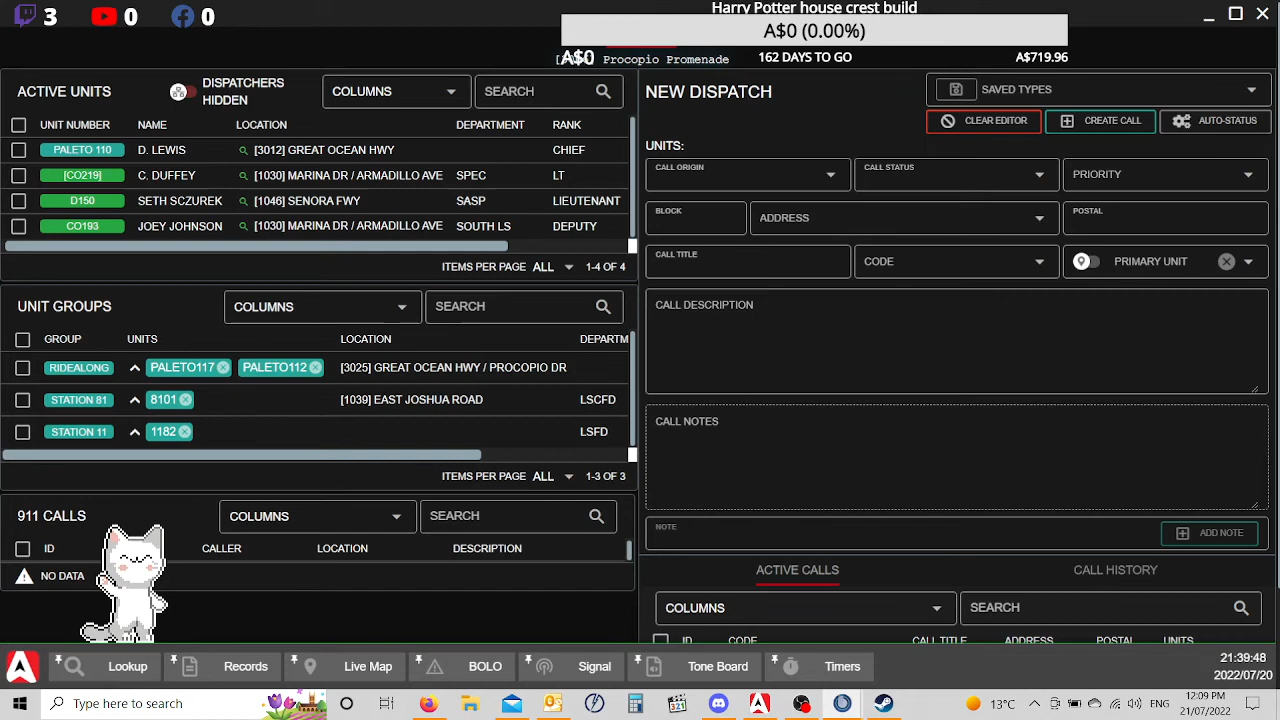 3 0 0
Harry Potter house crest build
A$0 (0.00%)
A$0 162 DAYS TO GO A$719.96
Procopio Promenade
ACTIVE UNITS DISPATCHERS HIDDEN COLUMNS SEARCH
UNIT NUMBER NAME LOCATION DEPARTMENT RANK
PALETO 110 D. LEWIS [3012] GREAT OCEAN HWY CHIEF
[CO219] C. DUFFEY [1030] MARINA DR / ARMADILLO AVE SPEC LT
D150 SETH SCZUREK [1046] SENORA FWY SASP LIEUTENANT
CO193 JOEY JOHNSON [1030] MARINA DR / ARMADILLO AVE SOUTH LS DEPUTY
ITEMS PER PAGE ALL 1-4 OF 4
UNIT GROUPS COLUMNS SEARCH
GROUP UNITS LOCATION DEPARTM
RIDEALONG PALETO117 PALETO112 [3025] GREAT OCEAN HWY / PROCOPIO DR
STATION 81 8101 [1039] EAST JOSHUA ROAD LSCFD
STATION 11 1182 LSFD
ITEMS PER PAGE ALL 1-3 OF 3
911 CALLS COLUMNS SEARCH
ID CALLER LOCATION DESCRIPTION
NO DATA
NEW DISPATCH SAVED TYPES
CLEAR EDITOR CREATE CALL AUTO-STATUS
UNITS:
CALL ORIGIN CALL STATUS PRIORITY
BLOCK ADDRESS POSTAL
CALL TITLE CODE PRIMARY UNIT
CALL DESCRIPTION
CALL NOTES
NOTE ADD NOTE
ACTIVE CALLS CALL HISTORY
COLUMNS SEARCH
ID CODE CALL TITLE ADDRESS POSTAL UNITS
Lookup Records Live Map BOLO Signal Tone Board Timers
21:39:48
2022/07/20
Type here to search 13°C ENG 12:09 PM
21/07/2022